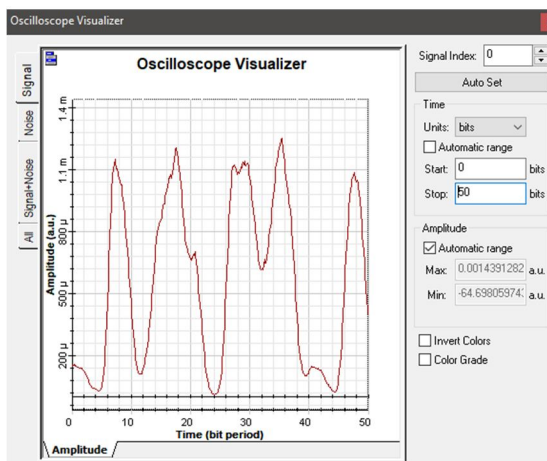 Oscilloscope Visualizer
Signal
Noise
Signal+Noise
All
Oscilloscope Visualizer
Amplitude (a.u.)
1.4 m
1.1 m
800 µ
500 µ
200 µ
0 10 20 30 40 50
Time (bit period)
Amplitude
Signal Index: 0
Auto Set
Time
Units: bits
Automatic range
Start: 0 bits
Stop: 50 bits
Amplitude
Automatic range
Max: 0.0014391282 a.u.
Min: -64.6980597 a.u.
Invert Colors
Color Grade